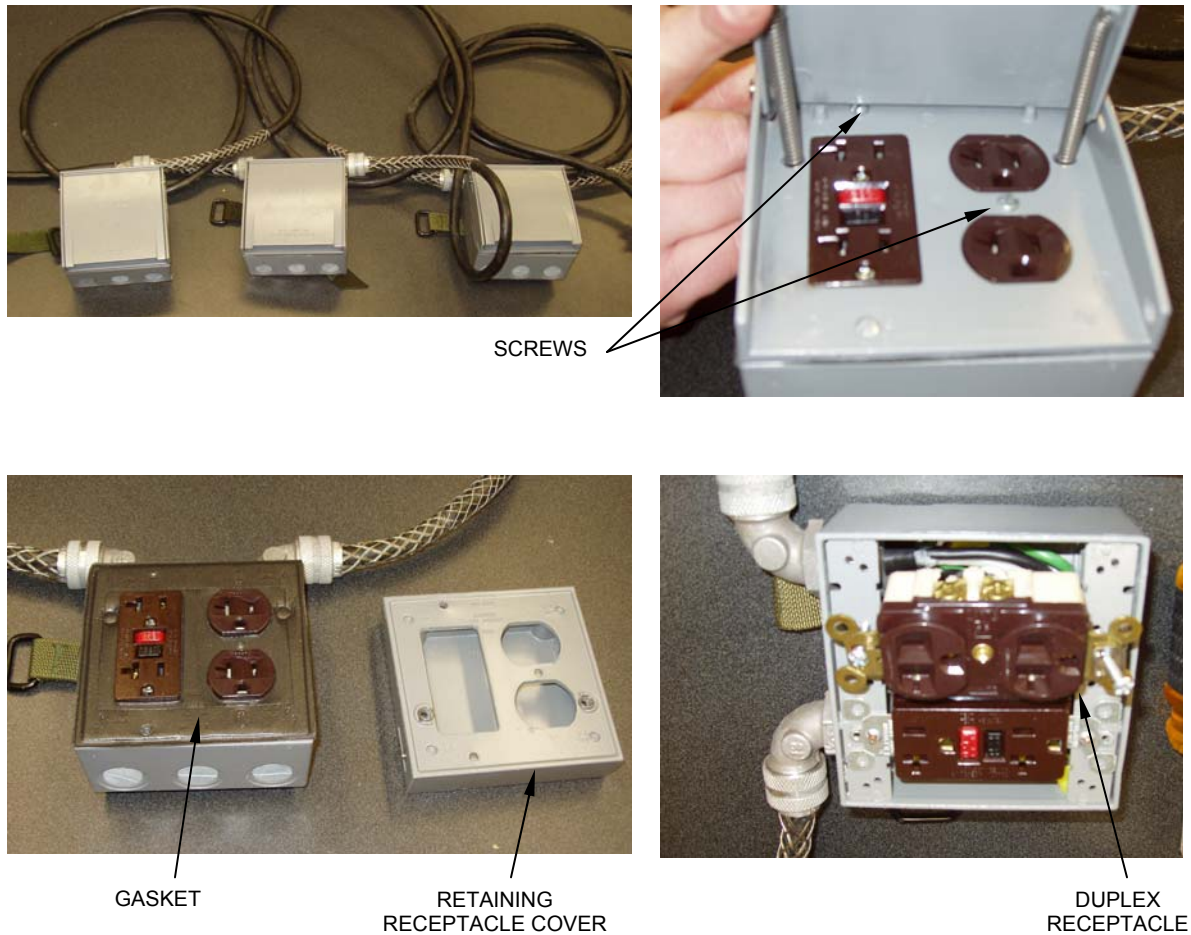 SCREWS
GASKET
RETAINING
RECEPTACLE COVER
DUPLEX
RECEPTACLE